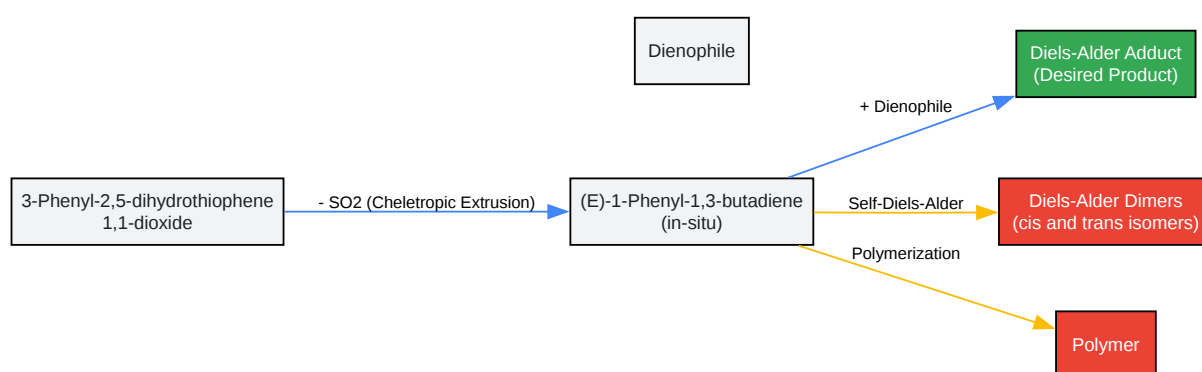 Dienophile
Diels-Alder Adduct
(Desired Product)
+ Dienophile
3-Phenyl-2,5-dihydrothiophene
1,1-dioxide
- SO2 (Cheletropic Extrusion)
(E)-1-Phenyl-1,3-butadiene
(in-situ)
Self-Diels-Alder
Diels-Alder Dimers
(cis and trans isomers)
Polymerization
Polymer